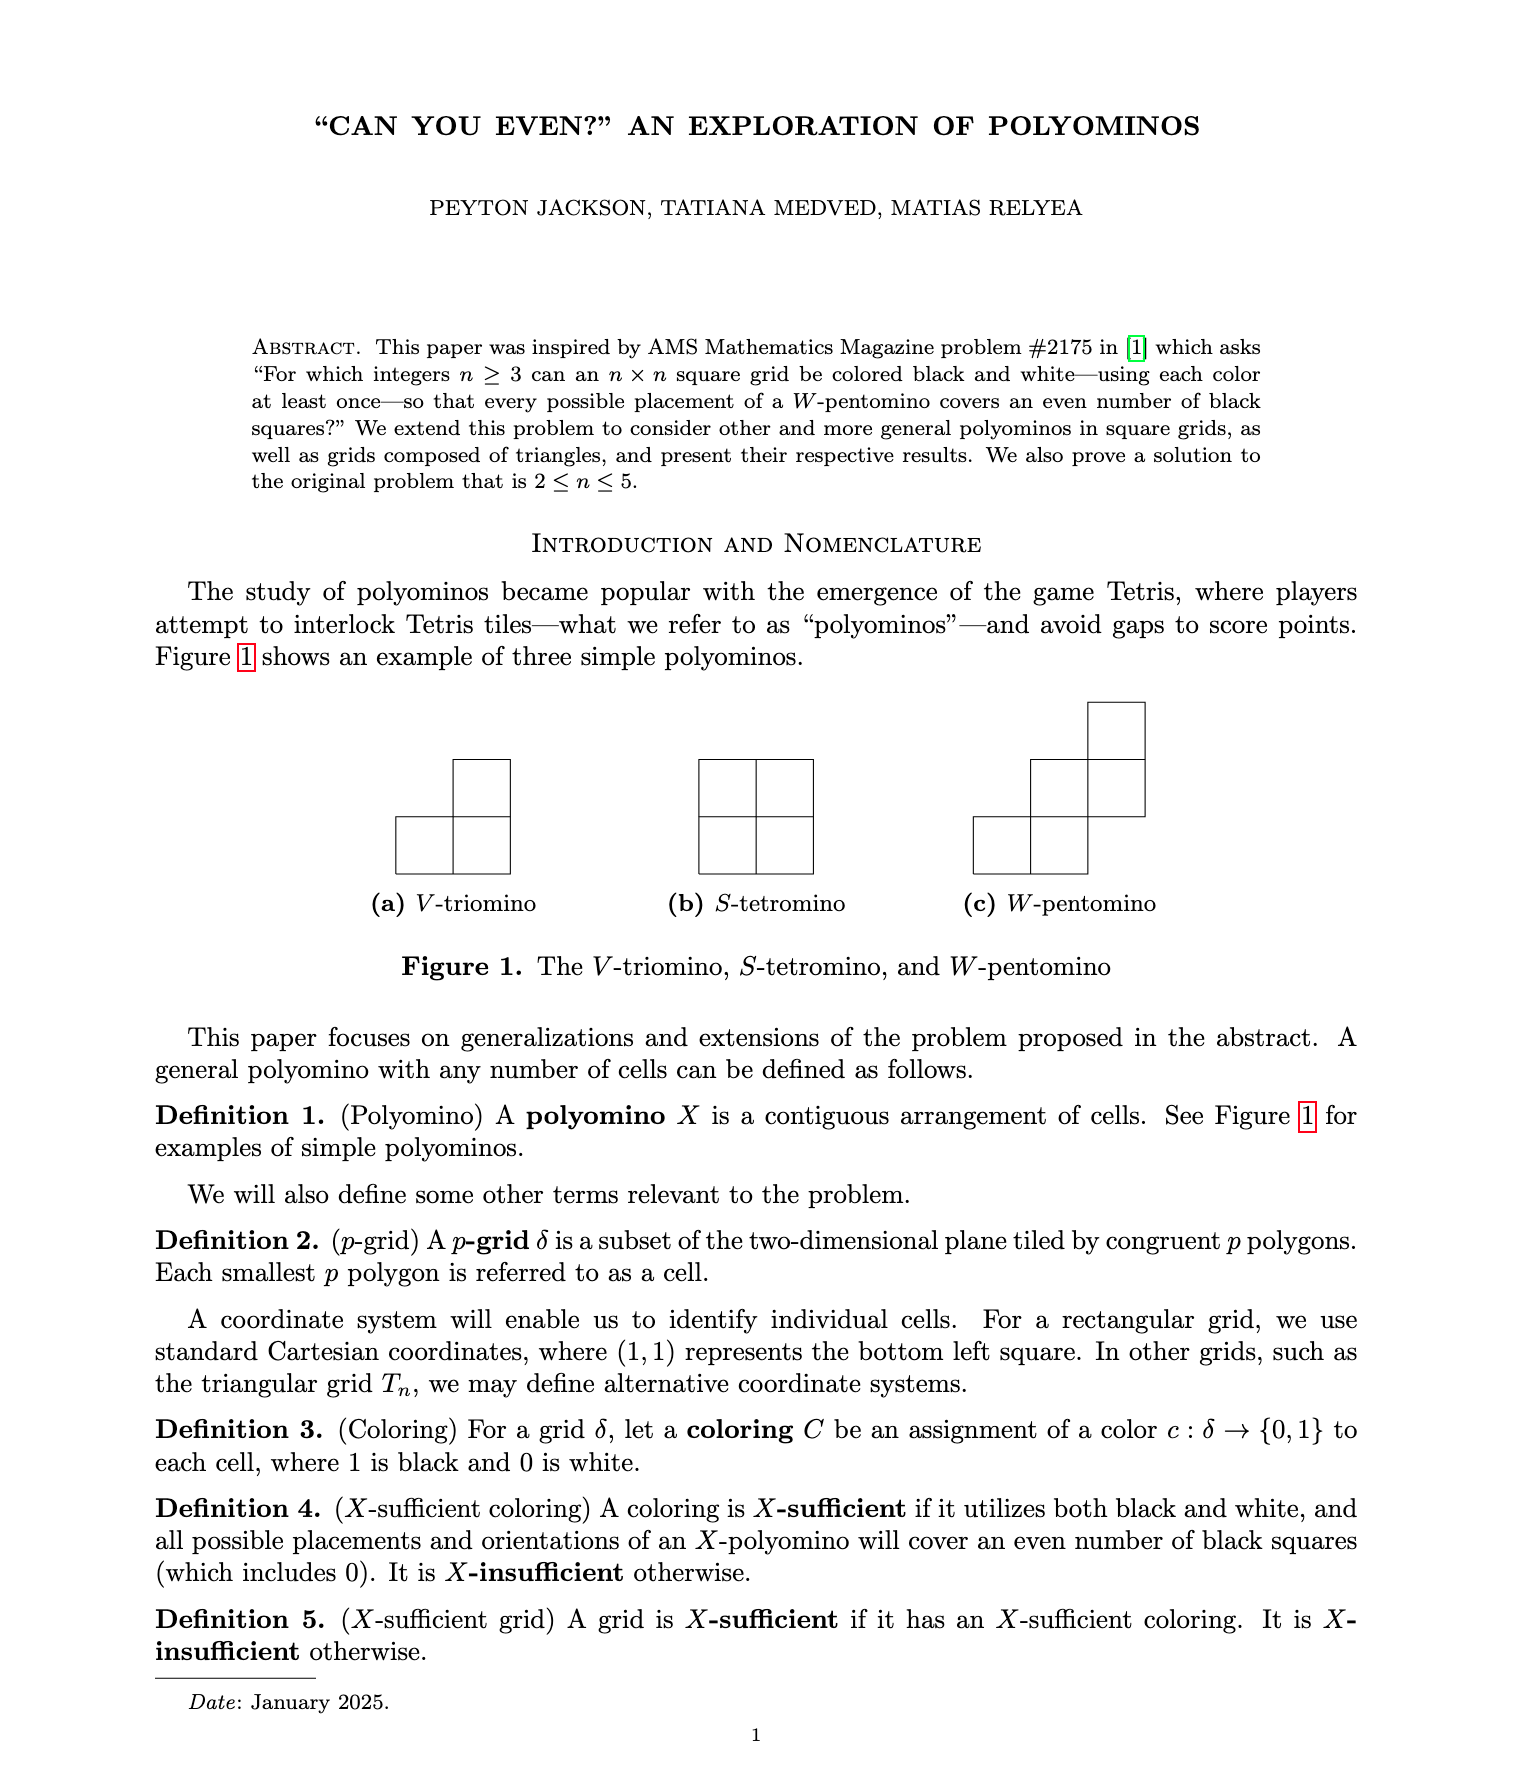 “CAN YOU EVEN?” AN EXPLORATION OF POLYOMINOS
PEYTON JACKSON, TATIANA MEDVED, MATIAS RELYEA
Abstract. This paper was inspired by AMS Mathematics Magazine problem #2175 in [1] which asks
“For which integers n ≥ 3 can an n × n square grid be colored black and white—using each color
at least once—so that every possible placement of a W-pentomino covers an even number of black
squares?” We extend this problem to consider other and more general polyominos in square grids, as
well as grids composed of triangles, and present their respective results. We also prove a solution to
the original problem that is 2 ≤ n ≤ 5.
Introduction and Nomenclature
The study of polyominos became popular with the emergence of the game Tetris, where players
attempt to interlock Tetris tiles—what we refer to as “polyominos”—and avoid gaps to score points.
Figure 1 shows an example of three simple polyominos.
(a) V-triomino (b) S-tetromino (c) W-pentomino
Figure 1. The V-triomino, S-tetromino, and W-pentomino
This paper focuses on generalizations and extensions of the problem proposed in the abstract. A
general polyomino with any number of cells can be defined as follows.
Definition 1. (Polyomino) A polyomino X is a contiguous arrangement of cells. See Figure 1 for
examples of simple polyominos.
We will also define some other terms relevant to the problem.
Definition 2. (p-grid) A p-grid δ is a subset of the two-dimensional plane tiled by congruent p polygons.
Each smallest p polygon is referred to as a cell.
A coordinate system will enable us to identify individual cells. For a rectangular grid, we use
standard Cartesian coordinates, where (1, 1) represents the bottom left square. In other grids, such as
the triangular grid Tₙ, we may define alternative coordinate systems.
Definition 3. (Coloring) For a grid δ, let a coloring C be an assignment of a color c : δ → {0, 1} to
each cell, where 1 is black and 0 is white.
Definition 4. (X-sufficient coloring) A coloring is X-sufficient if it utilizes both black and white, and
all possible placements and orientations of an X-polyomino will cover an even number of black squares
(which includes 0). It is X-insufficient otherwise.
Definition 5. (X-sufficient grid) A grid is X-sufficient if it has an X-sufficient coloring. It is X-
insufficient otherwise.
Date: January 2025.
1